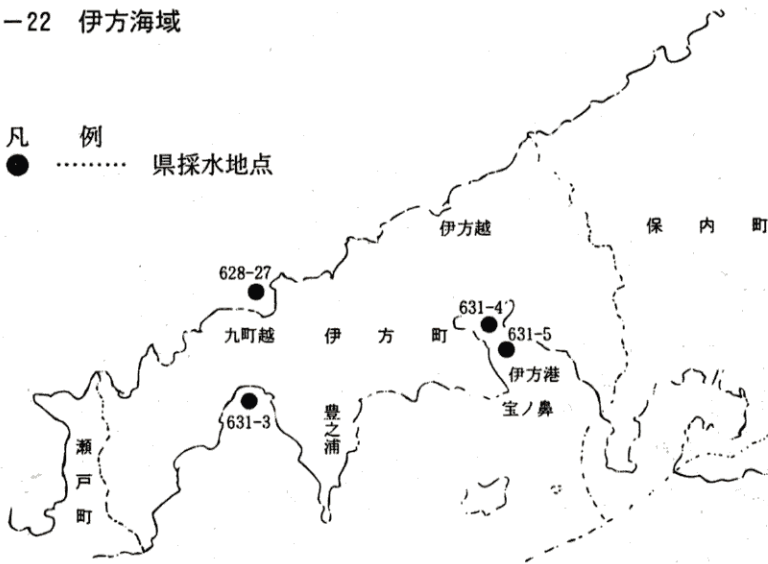 －22 伊方海域
凡 例
● ……… 県採水地点
伊方越
保内町
628-27
631-4
九町越
伊方町
631-5
伊方港
宝ノ鼻
631-3
豊之浦
瀬戸町